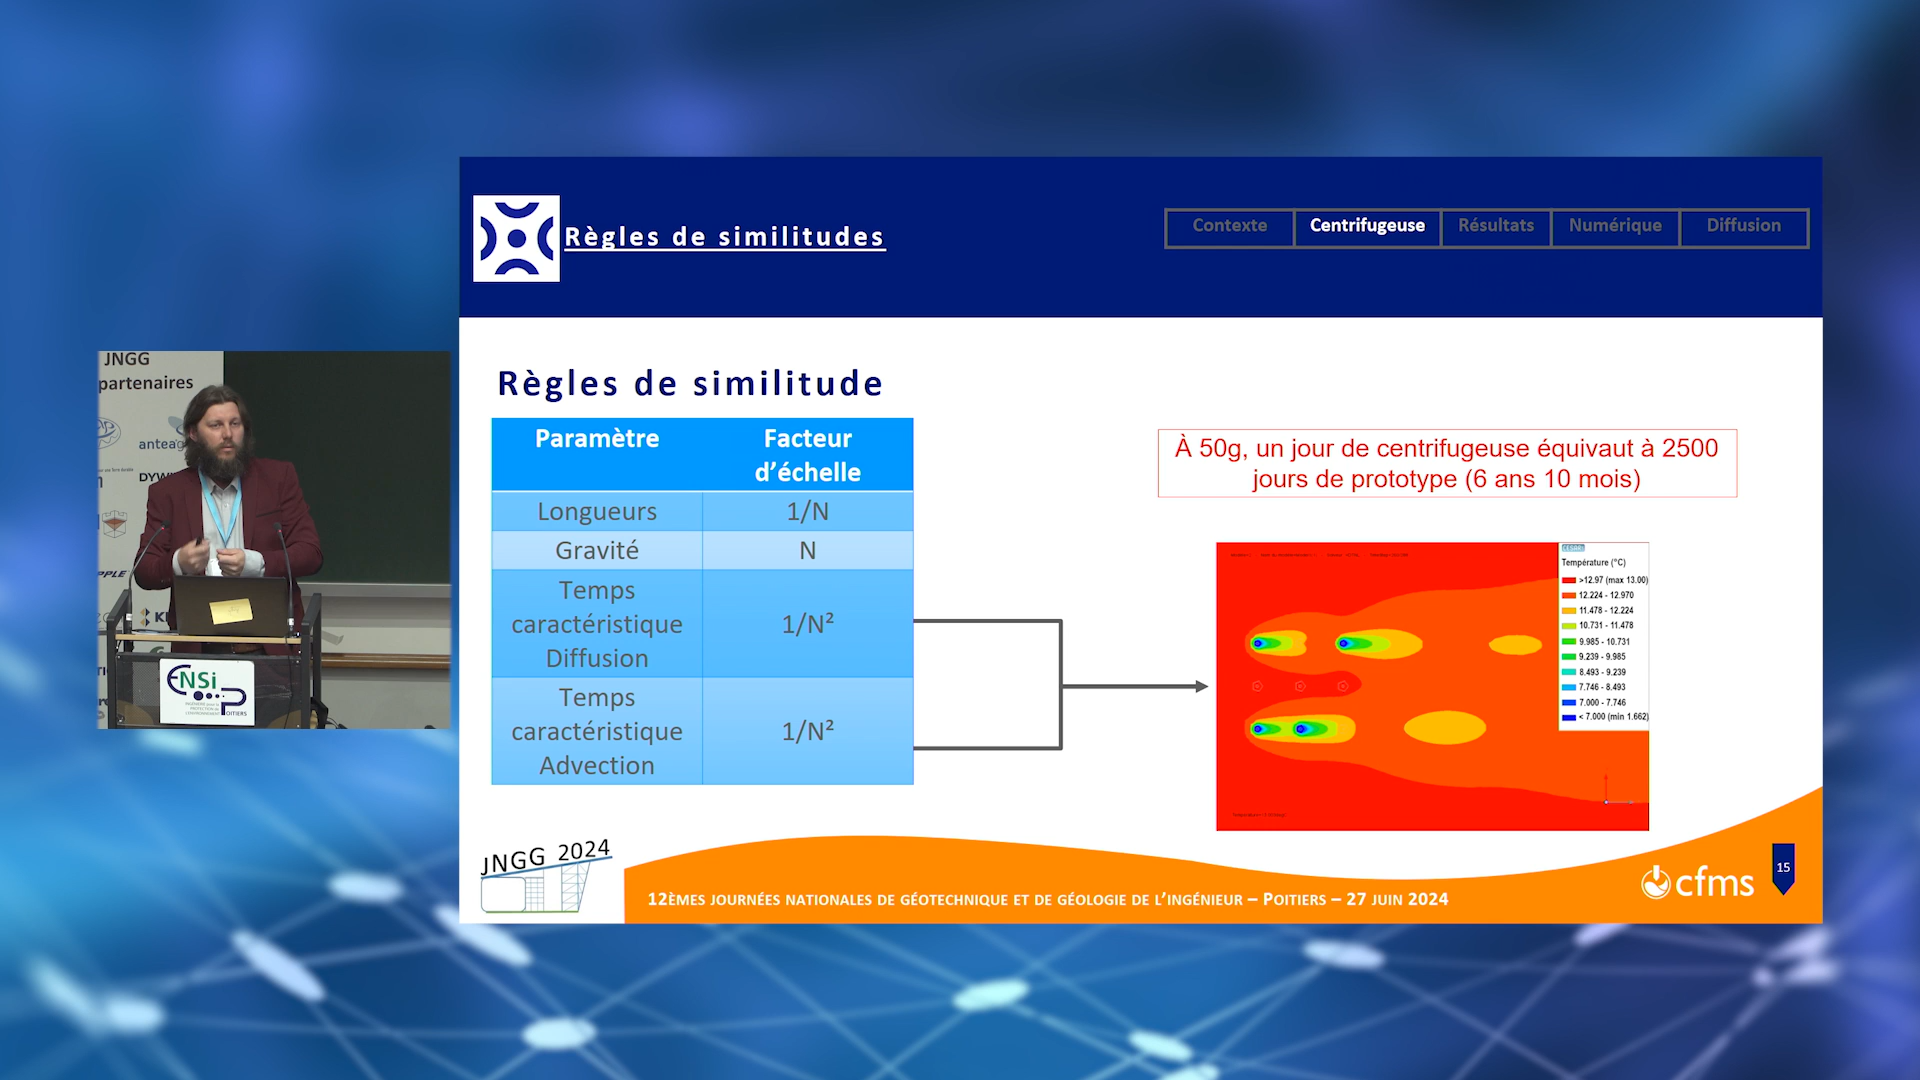 Règles de similitudes
Contexte
Centrifugeuse
Résultats
Numérique
Diffusion
Règles de similitude
Paramètre
Facteur
d’échelle
Longueurs
1/N
Gravité
N
Temps
caractéristique
Diffusion
1/N²
Temps
caractéristique
Advection
1/N²
À 50g, un jour de centrifugeuse équivaut à 2500
jours de prototype (6 ans 10 mois)
Température (°C)
>12.97 (max 13.00)
12.224 - 12.970
11.478 - 12.224
10.731 - 11.478
9.985 - 10.731
9.239 - 9.985
8.493 - 9.239
7.746 - 8.493
7.000 - 7.746
< 7.000 (min 1.662)
JNGG 2024
12ÈMES JOURNÉES NATIONALES DE GÉOTECHNIQUE ET DE GÉOLOGIE DE L’INGÉNIEUR – POITIERS – 27 JUIN 2024
cfms
15
JNGG
partenaires
ENSi
POITIERS